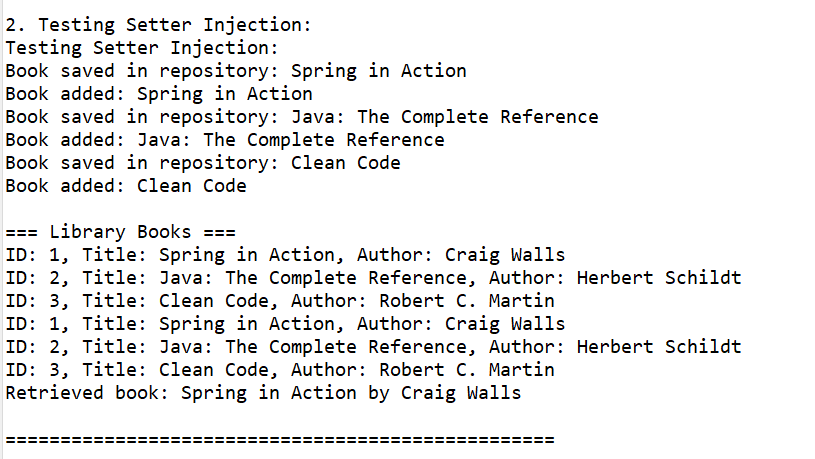 2. Testing Setter Injection:
Testing Setter Injection:
Book saved in repository: Spring in Action
Book added: Spring in Action
Book saved in repository: Java: The Complete Reference
Book added: Java: The Complete Reference
Book saved in repository: Clean Code
Book added: Clean Code
=== Library Books ===
ID: 1, Title: Spring in Action, Author: Craig Walls
ID: 2, Title: Java: The Complete Reference, Author: Herbert Schildt
ID: 3, Title: Clean Code, Author: Robert C. Martin
ID: 1, Title: Spring in Action, Author: Craig Walls
ID: 2, Title: Java: The Complete Reference, Author: Herbert Schildt
ID: 3, Title: Clean Code, Author: Robert C. Martin
Retrieved book: Spring in Action by Craig Walls
==================================================